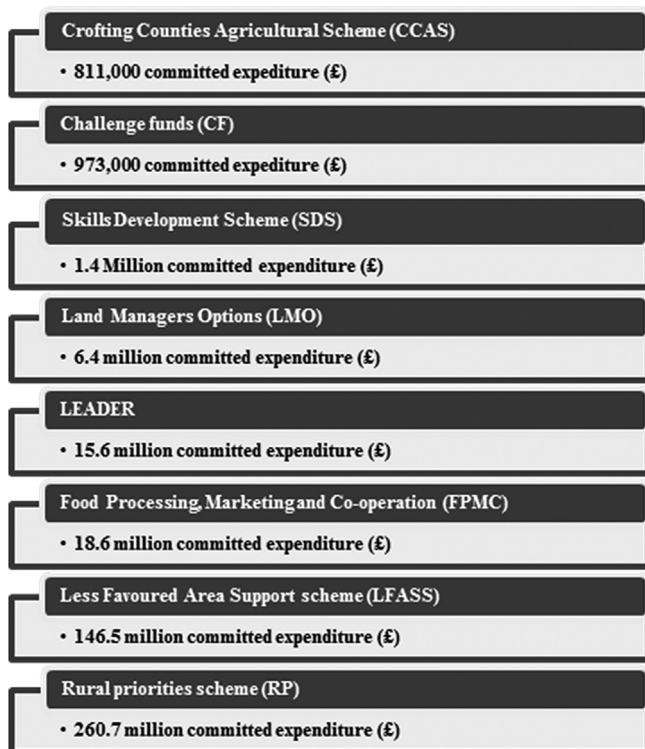 Crofting Counties Agricultural Scheme (CCAS)
• 811,000 committed expediture (£)
Challenge funds (CF)
• 973,000 committed expediture (£)
Skills Development Scheme (SDS)
• 1.4 Million committed expenditure (£)
Land Managers Options (LMO)
• 6.4 million committed expenditure (£)
LEADER
• 15.6 million committed expenditure (£)
Food Processing, Marketing and Co-operation (FPMC)
• 18.6 million committed expenditure (£)
Less Favoured Area Support scheme (LFASS)
• 146.5 million committed expenditure (£)
Rural priorities scheme (RP)
• 260.7 million committed expenditure (£)